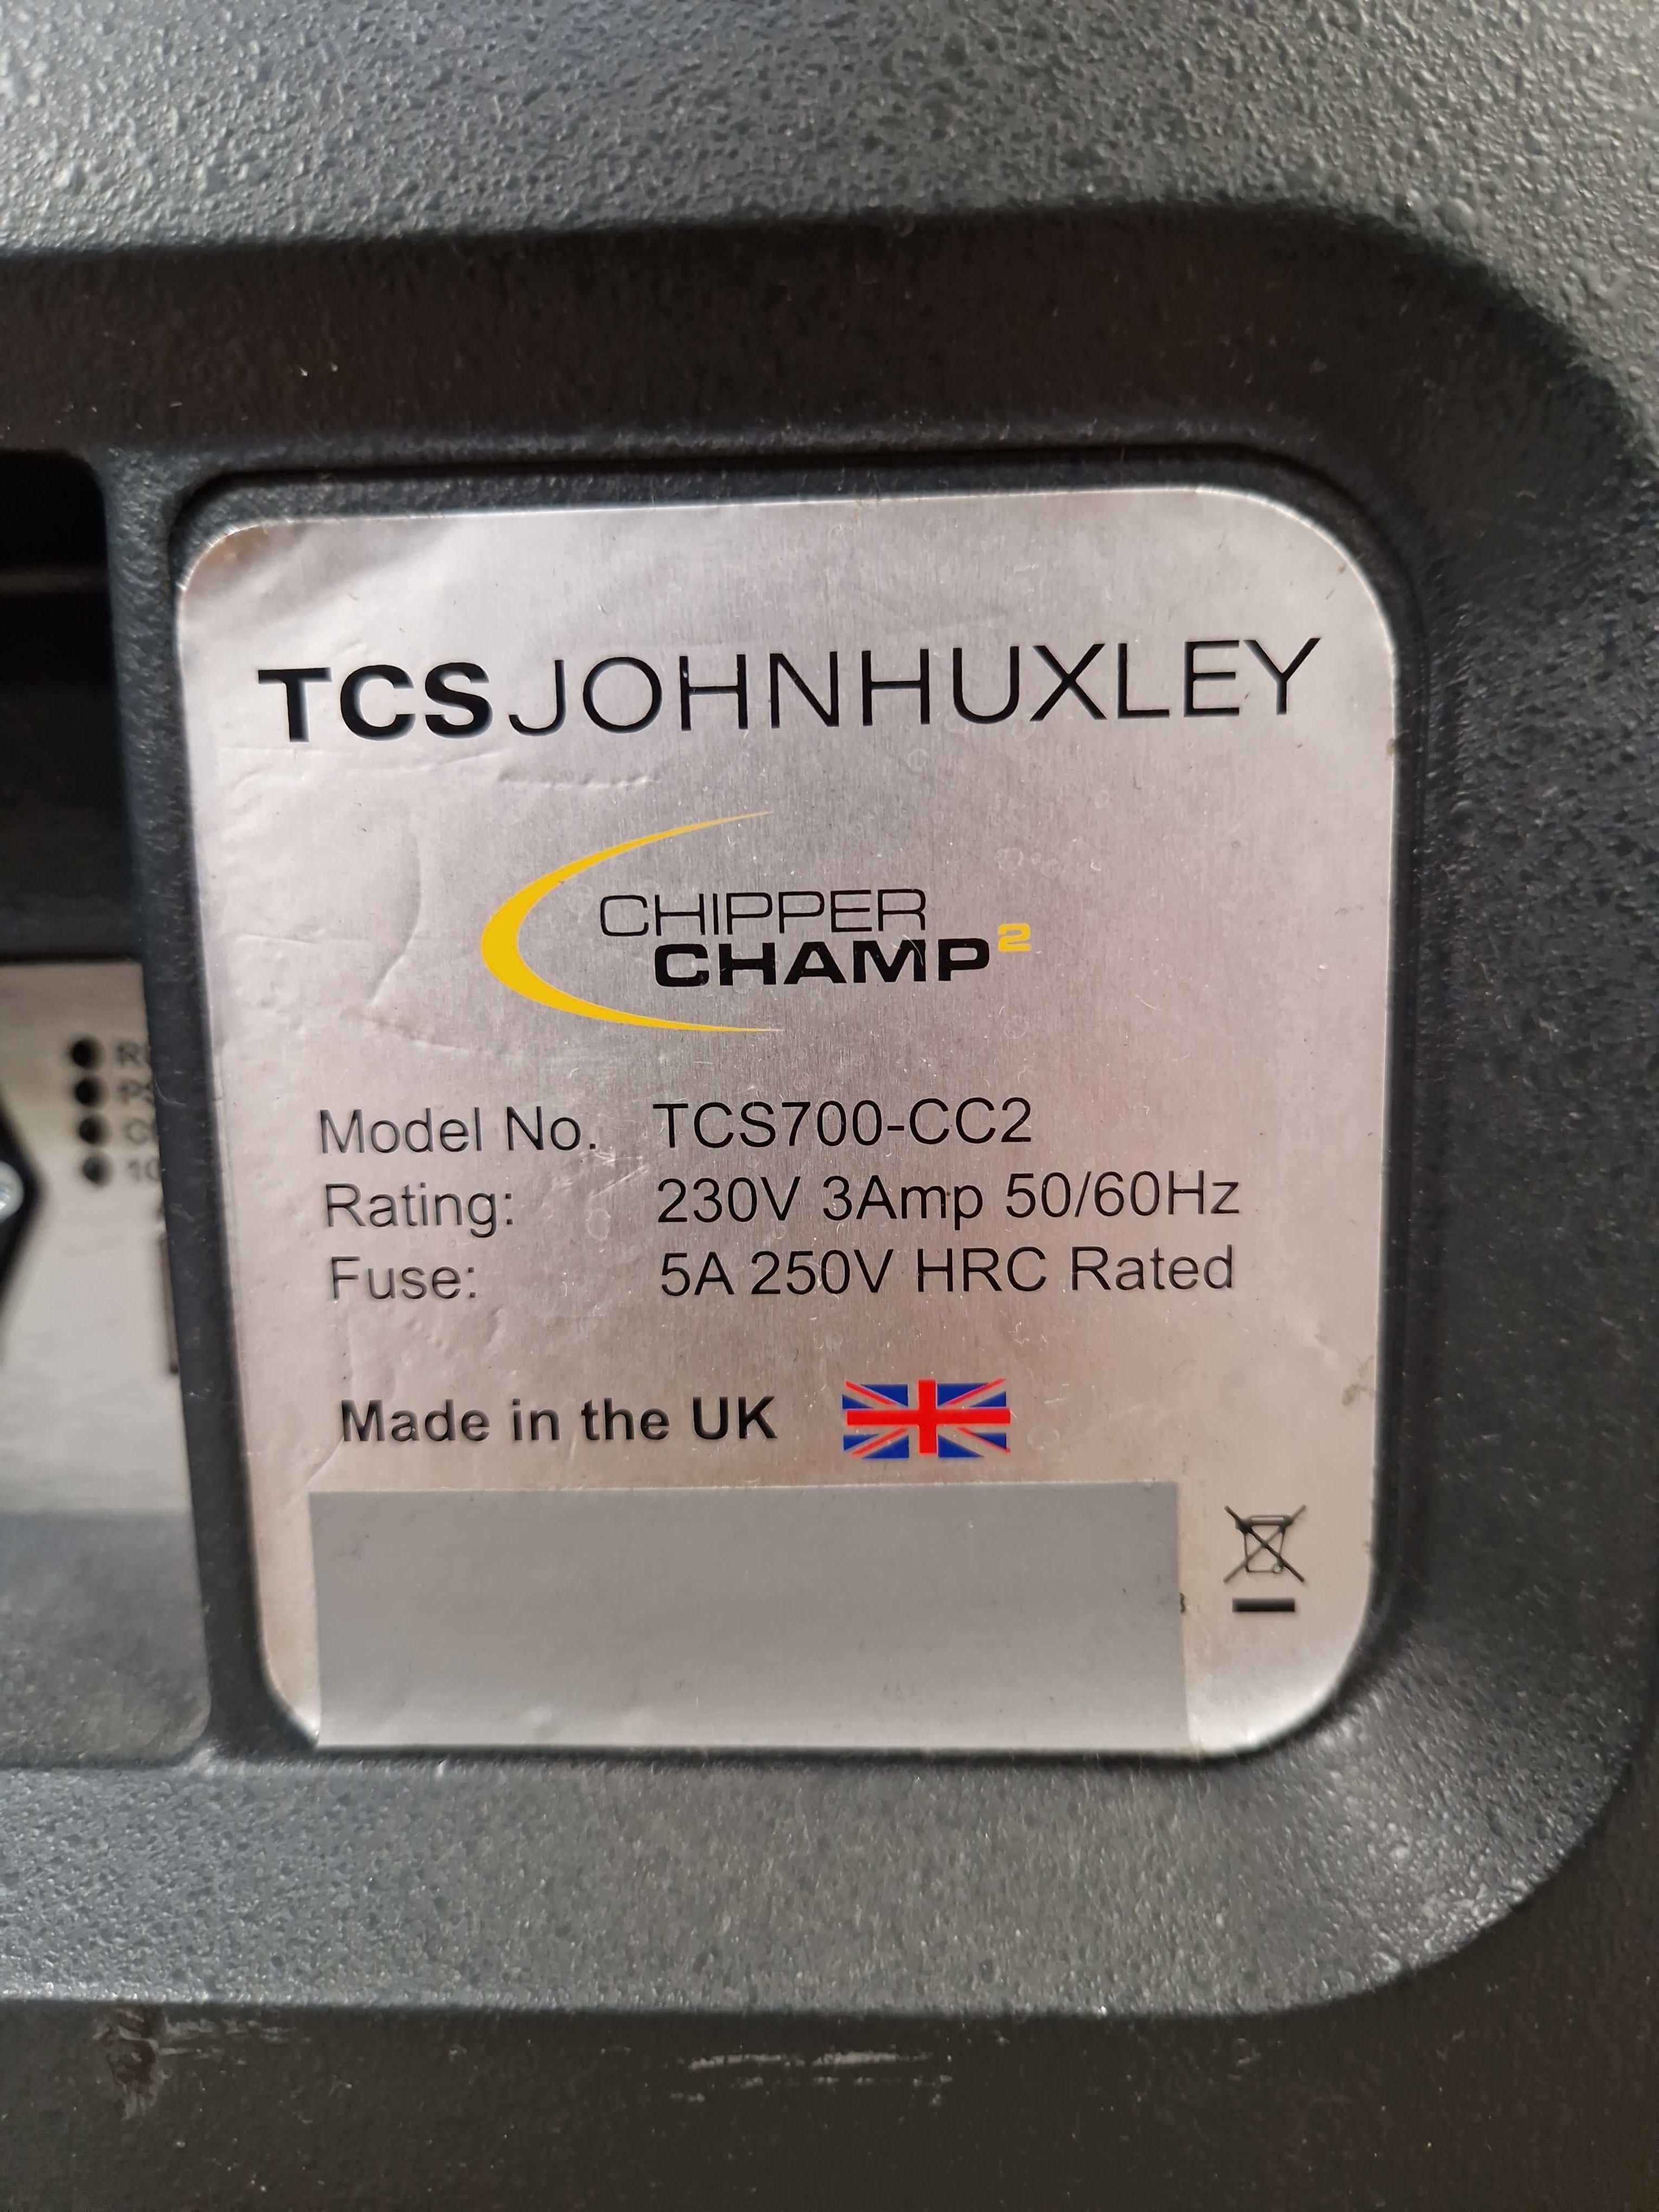 TCSJOHNHUXLEY
CHIPPER
CHAMP²
Model No. TCS700-CC2
Rating: 230V 3Amp 50/60Hz
Fuse: 5A 250V HRC Rated
Made in the UK